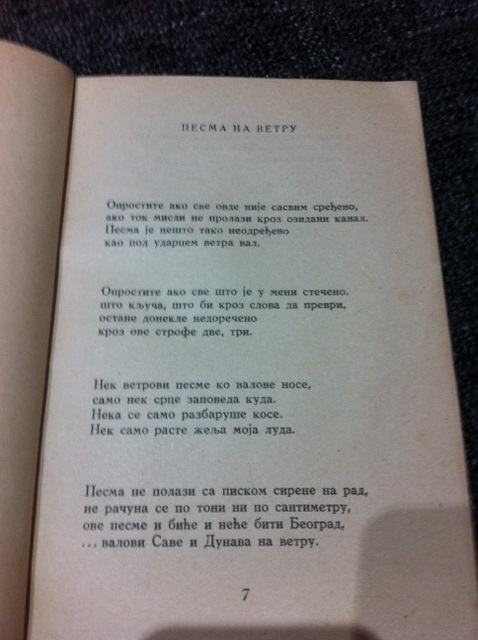 ПЕСМА НА ВЕТРУ
Опростите ако све овде није сасвим сређено,
ако ток мисли не пролази кроз озидани канал.
Песма је нешто тако неодређено
као под ударцем ветра вал.
Опростите ако све што је у мени стечено.
што кључа, што би кроз слова да преври,
остане донекле недоречено
кроз ове строфе две, три.
Нек ветрови песме ко валове носе,
само нек срце заповеда куда.
Нека се само разбаруше косе.
Нек само расте жеља моја луда.
Песма не полази са писком сирене на рад,
не рачуна се по тони ни по сантиметру,
ове песме и биће и неће бити Београд,
... валови Саве и Дунава на ветру.
7